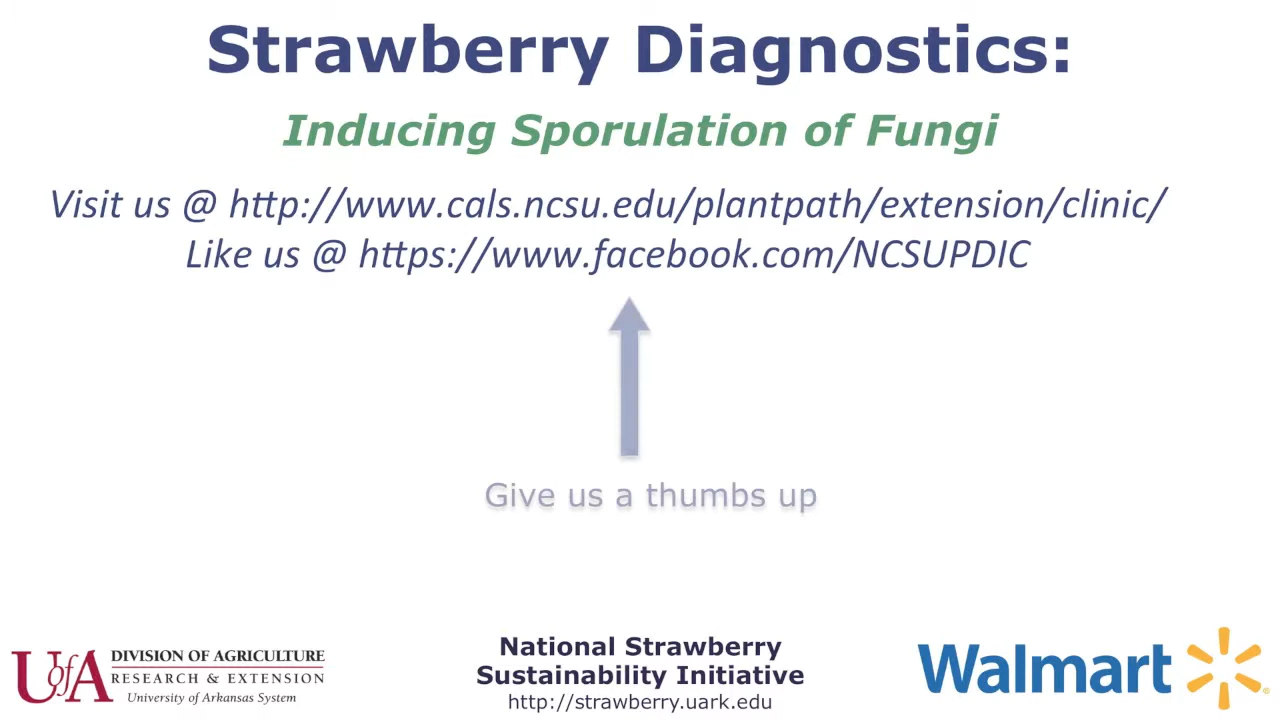 Strawberry Diagnostics:
Inducing Sporulation of Fungi
Visit us @ http://www.cals.ncsu.edu/plantpath/extension/clinic/
Like us @ https://www.facebook.com/NCSUPDIC
Give us a thumbs up
UofA
DIVISION OF AGRICULTURE
RESEARCH & EXTENSION
University of Arkansas System
National Strawberry
Sustainability Initiative
http://strawberry.uark.edu
Walmart